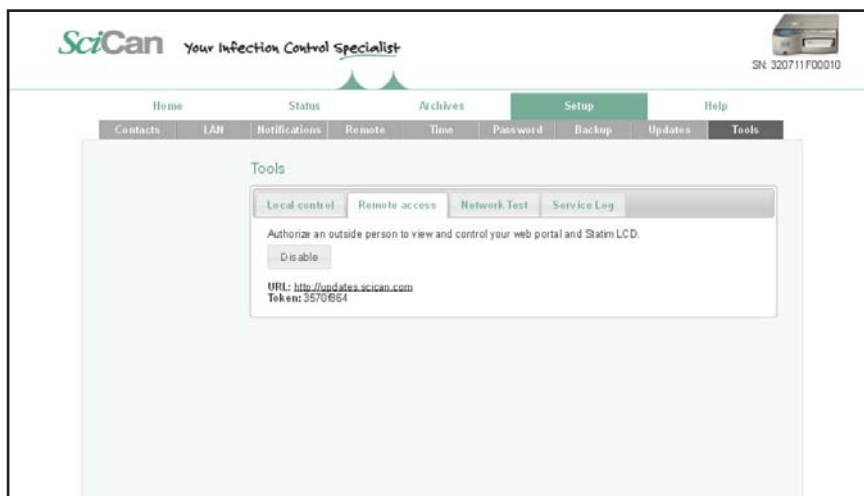 SciCan Your Infection Control Specialist
SN: 320711F00010
Home Status Archives Setup Help
Contacts LAN Notifications Remote Time Password Backup Updates Tools
Tools
Local control Remote access Network Test Service Log
Authorize an outside person to view and control your web portal and Statim LCD.
Disable
URL: http://updates.scican.com
Token: 3570f864